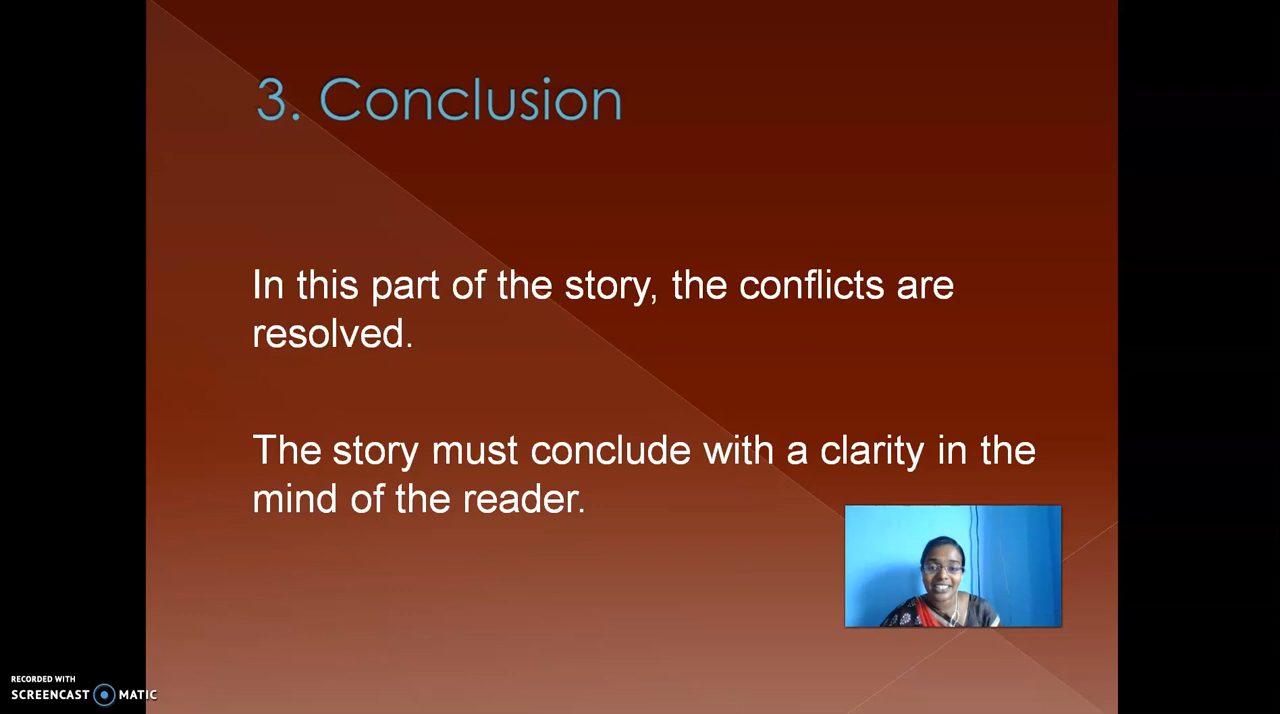 3. Conclusion
In this part of the story, the conflicts are
resolved.
The story must conclude with a clarity in the
mind of the reader.
RECORDED WITH
SCREENCAST MATIC